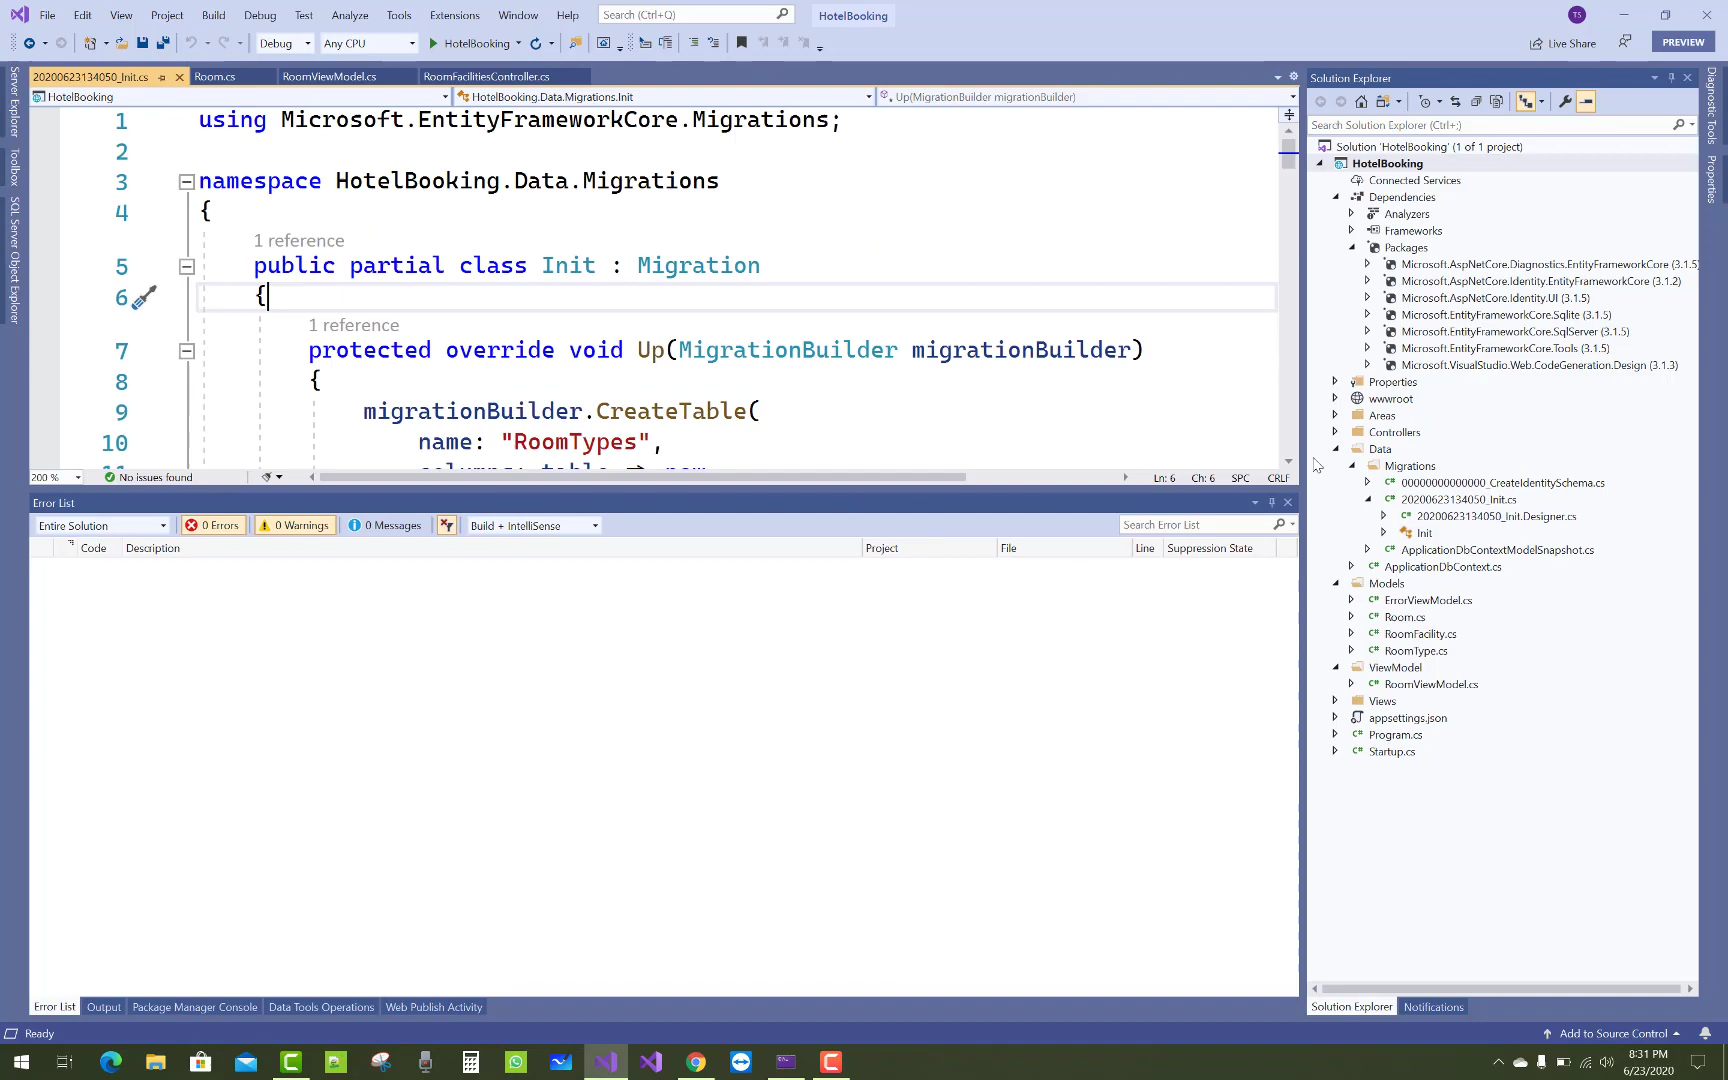 File Edit View Project Build Debug Test Analyze Tools Extensions Window Help Search (Ctrl+Q) HotelBooking TS
Debug Any CPU HotelBooking Live Share PREVIEW
20200623134050_Init.cs Room.cs RoomViewModel.cs RoomFacilitiesController.cs
HotelBooking HotelBooking.Data.Migrations.Init Up(MigrationBuilder migrationBuilder)
Server Explorer
Toolbox
SQL Server Object Explorer
1 using Microsoft.EntityFrameworkCore.Migrations;
2
3 namespace HotelBooking.Data.Migrations
4 {
1 reference
5 public partial class Init : Migration
6 {
1 reference
7 protected override void Up(MigrationBuilder migrationBuilder)
8 {
9 migrationBuilder.CreateTable(
10 name: "RoomTypes",
200 % No issues found Ln: 6 Ch: 6 SPC CRLF
Error List
Entire Solution 0 Errors 0 Warnings 0 Messages Build + IntelliSense Search Error List
Code Description Project File Line Suppression State
Error List Output Package Manager Console Data Tools Operations Web Publish Activity
Solution Explorer
Search Solution Explorer (Ctrl+;)
Solution 'HotelBooking' (1 of 1 project)
HotelBooking
Connected Services
Dependencies
Analyzers
Frameworks
Packages
Microsoft.AspNetCore.Diagnostics.EntityFrameworkCore (3.1.5)
Microsoft.AspNetCore.Identity.EntityFrameworkCore (3.1.2)
Microsoft.AspNetCore.Identity.UI (3.1.5)
Microsoft.EntityFrameworkCore.Sqlite (3.1.5)
Microsoft.EntityFrameworkCore.SqlServer (3.1.5)
Microsoft.EntityFrameworkCore.Tools (3.1.5)
Microsoft.VisualStudio.Web.CodeGeneration.Design (3.1.3)
Properties
wwwroot
Areas
Controllers
Data
Migrations
00000000000000_CreateIdentitySchema.cs
20200623134050_Init.cs
20200623134050_Init.Designer.cs
Init
ApplicationDbContextModelSnapshot.cs
ApplicationDbContext.cs
Models
ErrorViewModel.cs
Room.cs
RoomFacility.cs
RoomType.cs
ViewModel
RoomViewModel.cs
Views
appsettings.json
Program.cs
Startup.cs
Solution Explorer Notifications
Diagnostic Tools
Properties
Ready Add to Source Control
8:31 PM
6/23/2020